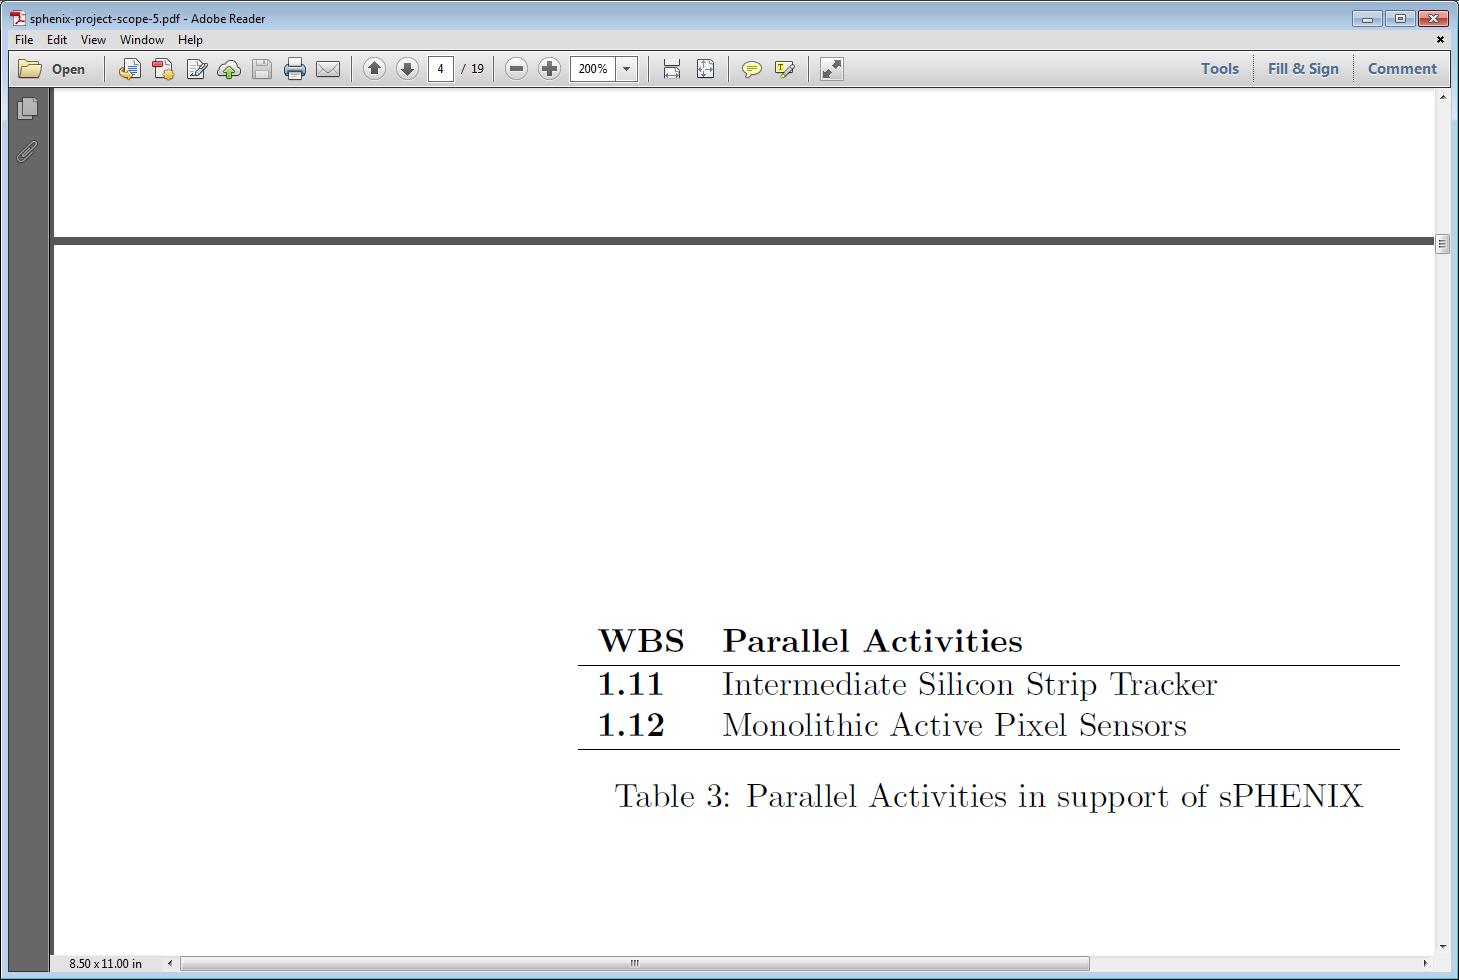 sphenix-project-scope-5.pdf - Adobe Reader
File Edit View Window Help
Open 4 / 19 200% Tools Fill & Sign Comment
WBS Parallel Activities
1.11 Intermediate Silicon Strip Tracker
1.12 Monolithic Active Pixel Sensors
Table 3: Parallel Activities in support of sPHENIX
8.50 x 11.00 in